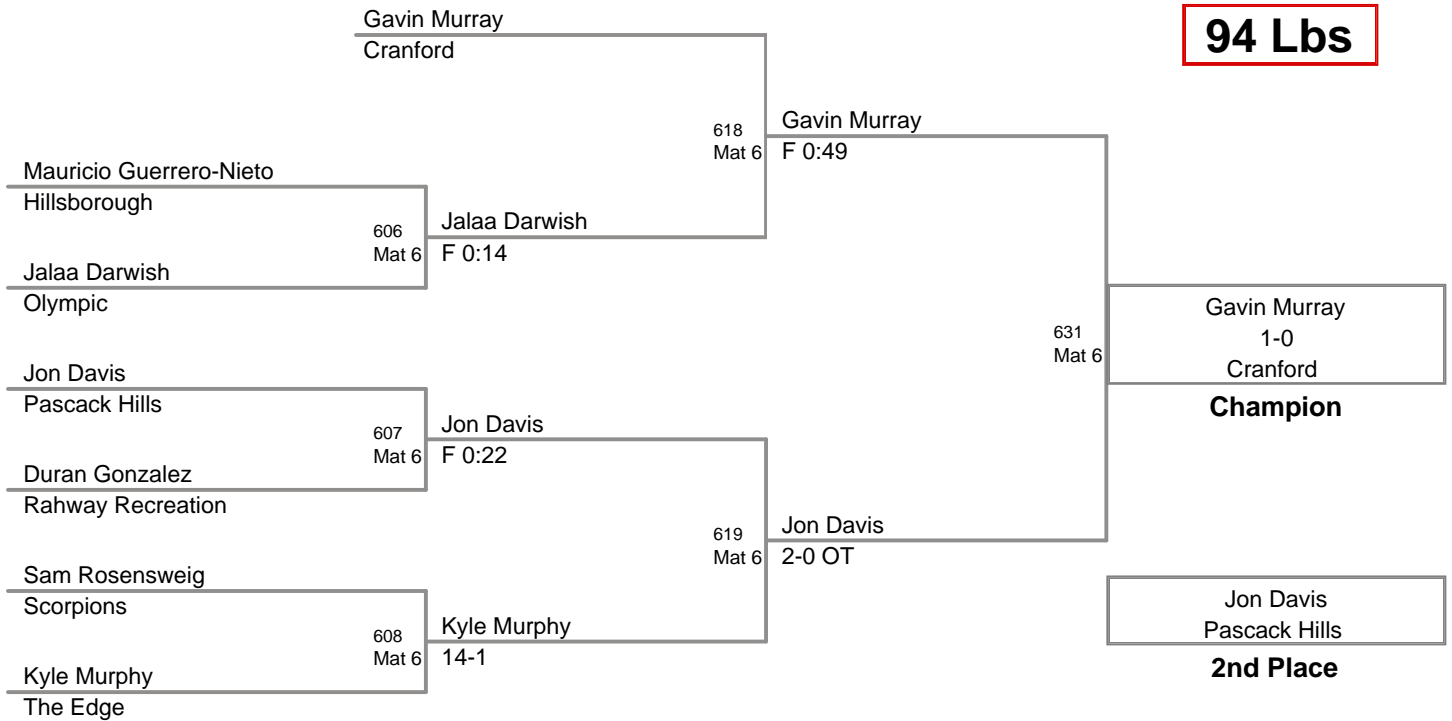 94 Lbs
Gavin Murray
Cranford
Mauricio Guerrero-Nieto
Hillsborough
606
Mat 6
Jalaa Darwish
Olympic
Jalaa Darwish
F 0:14
618
Mat 6
Gavin Murray
F 0:49
Jon Davis
Pascack Hills
607
Mat 6
Duran Gonzalez
Rahway Recreation
Jon Davis
F 0:22
Sam Rosensweig
Scorpions
608
Mat 6
Kyle Murphy
The Edge
Kyle Murphy
14-1
619
Mat 6
Jon Davis
2-0 OT
631
Mat 6
Gavin Murray
1-0
Cranford
Champion
Jon Davis
Pascack Hills
2nd Place